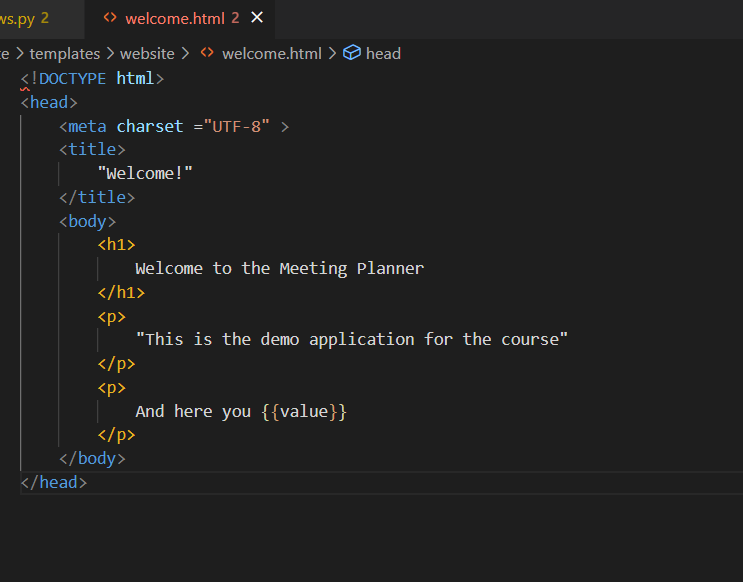 ws.py 2 <> welcome.html 2 ×
te > templates > website > <> welcome.html > head
<!DOCTYPE html>
<head>
<meta charset ="UTF-8" >
<title>
"Welcome!"
</title>
<body>
<h1>
Welcome to the Meeting Planner
</h1>
<p>
"This is the demo application for the course"
</p>
<p>
And here you {{value}}
</p>
</body>
</head>